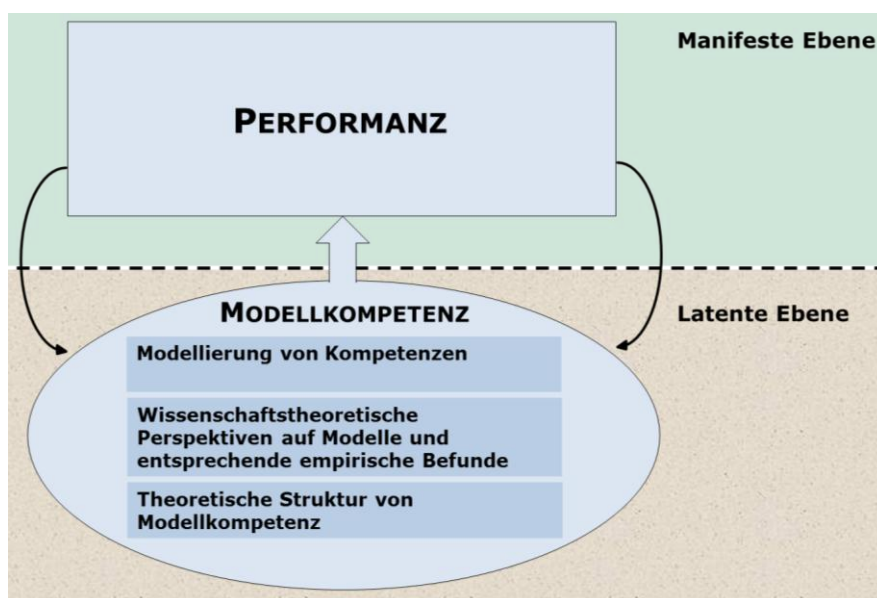 Manifeste Ebene
PERFORMANZ
Latente Ebene
MODELLKOMPETENZ
Modellierung von Kompetenzen
Wissenschaftstheoretische
Perspektiven auf Modelle und
entsprechende empirische Befunde
Theoretische Struktur von
Modellkompetenz